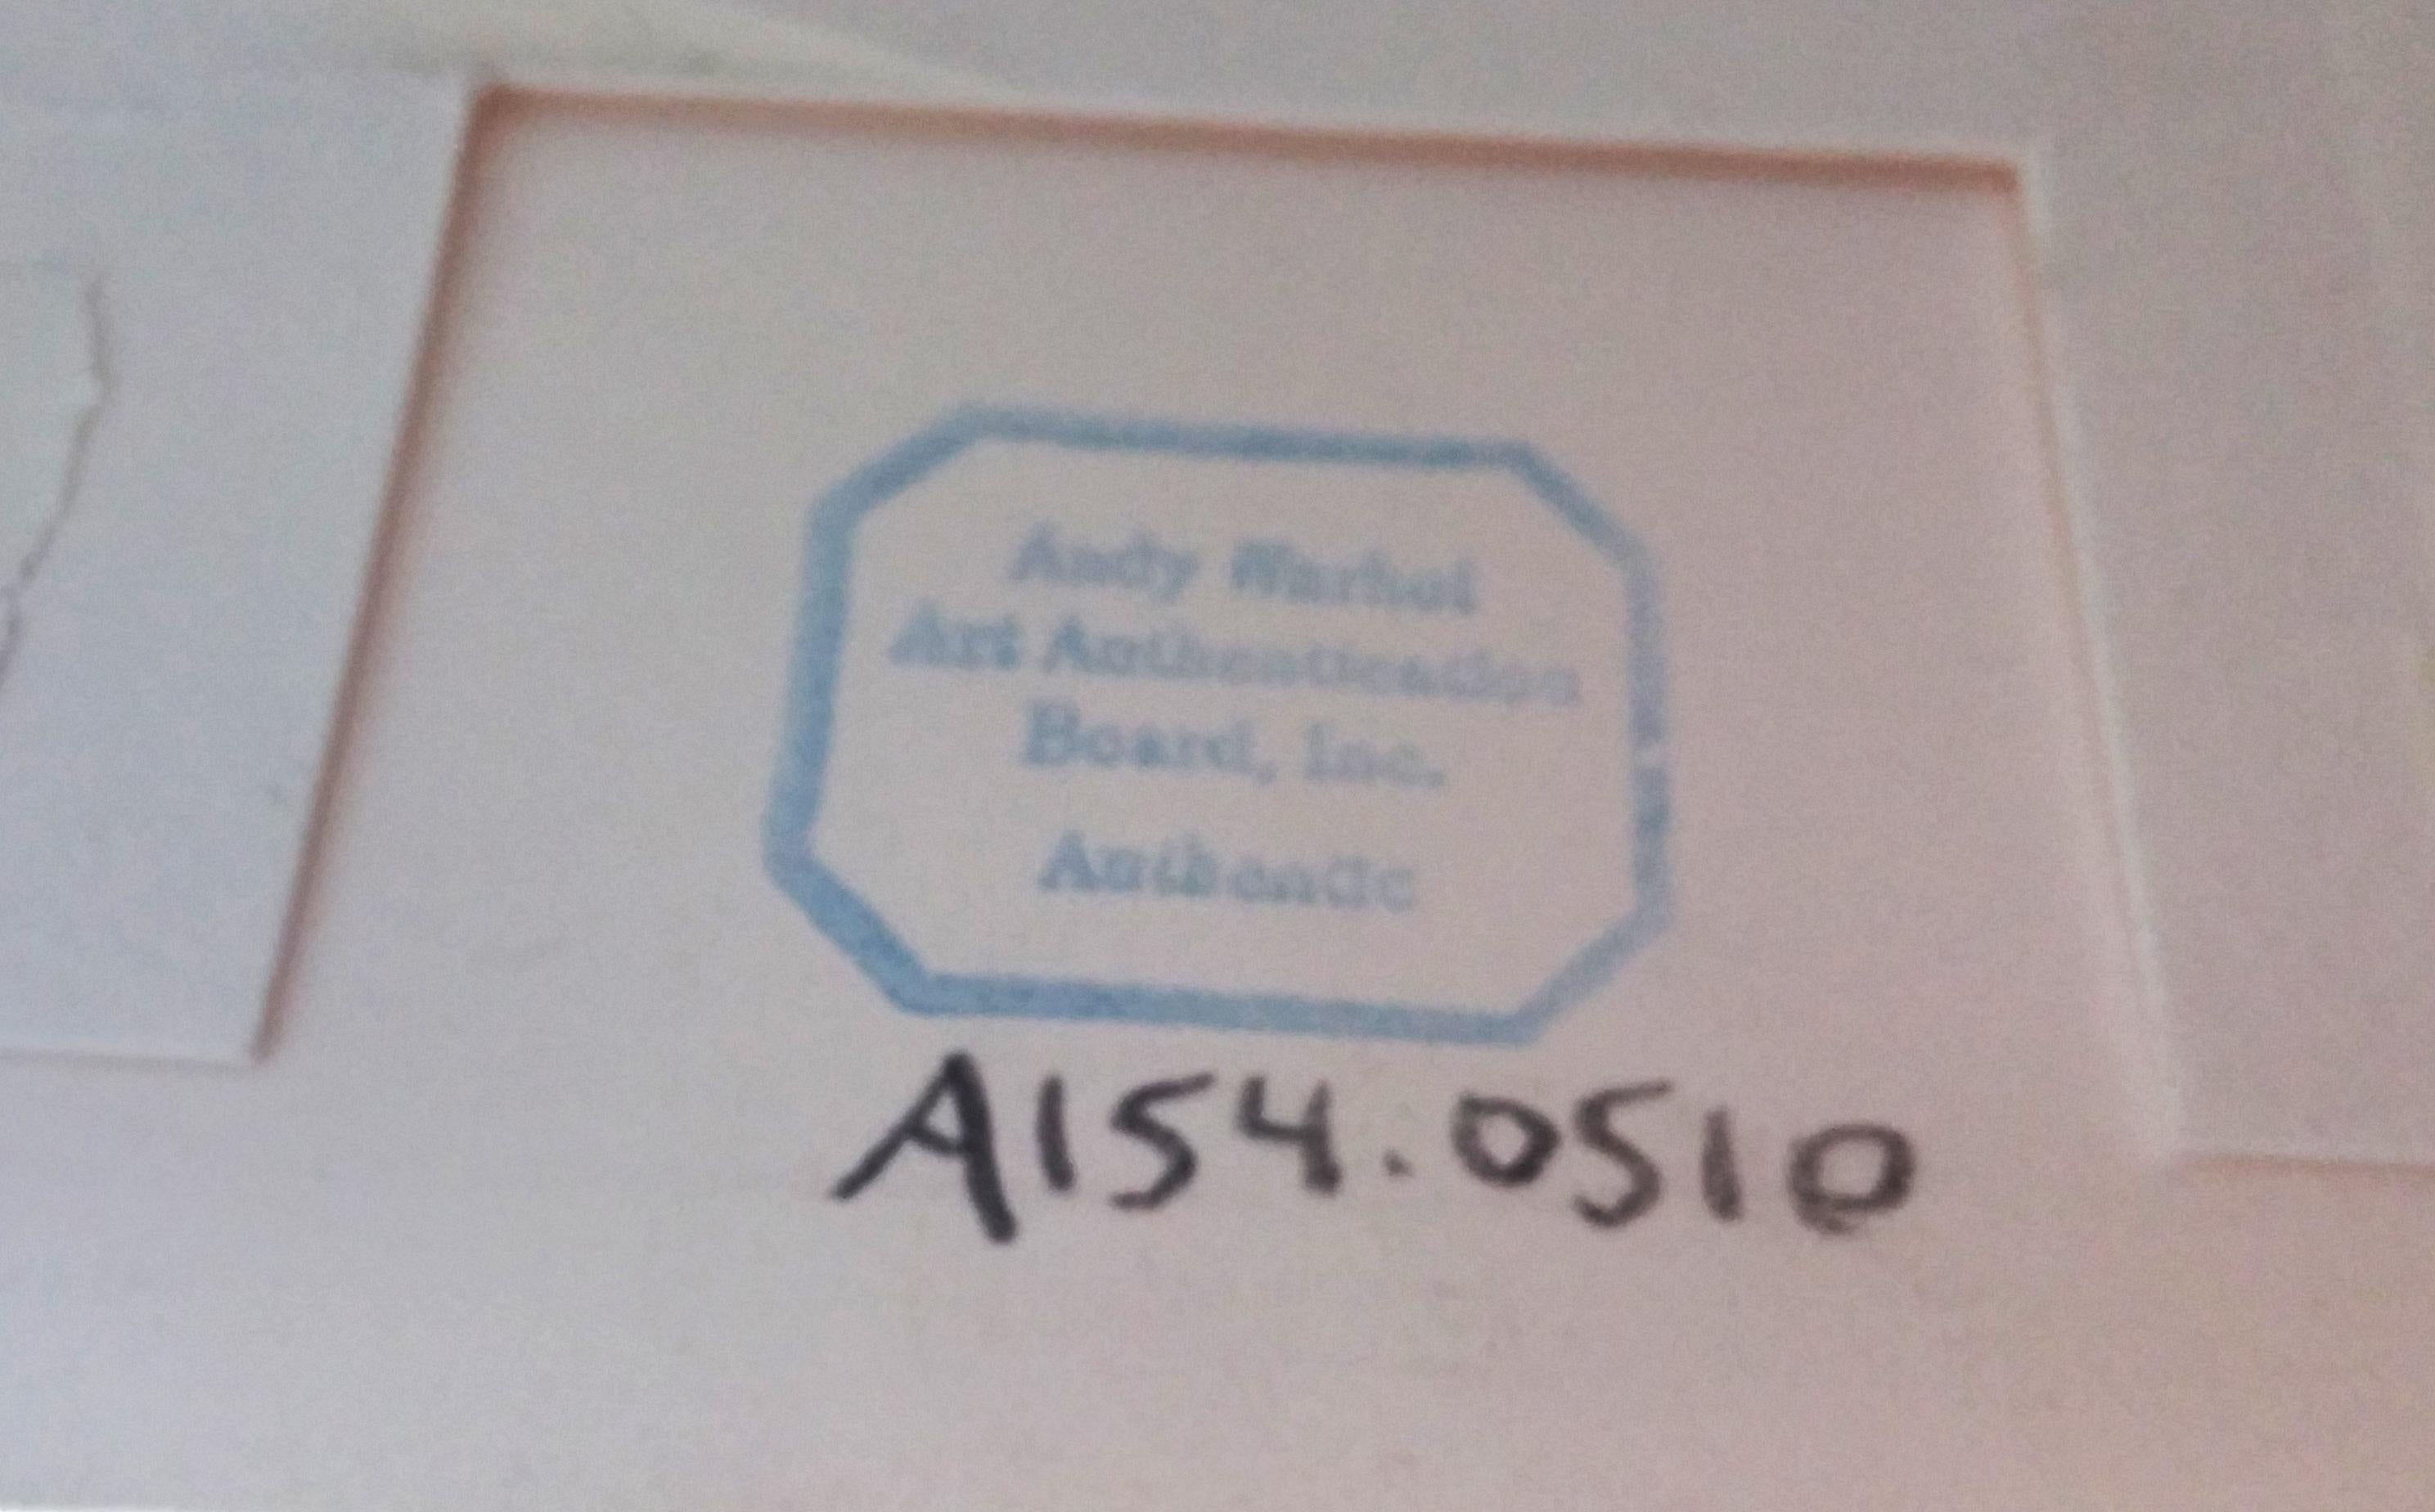 Andy Warhol
Art Authentication
Board, Inc.
Authentic
A154.0510